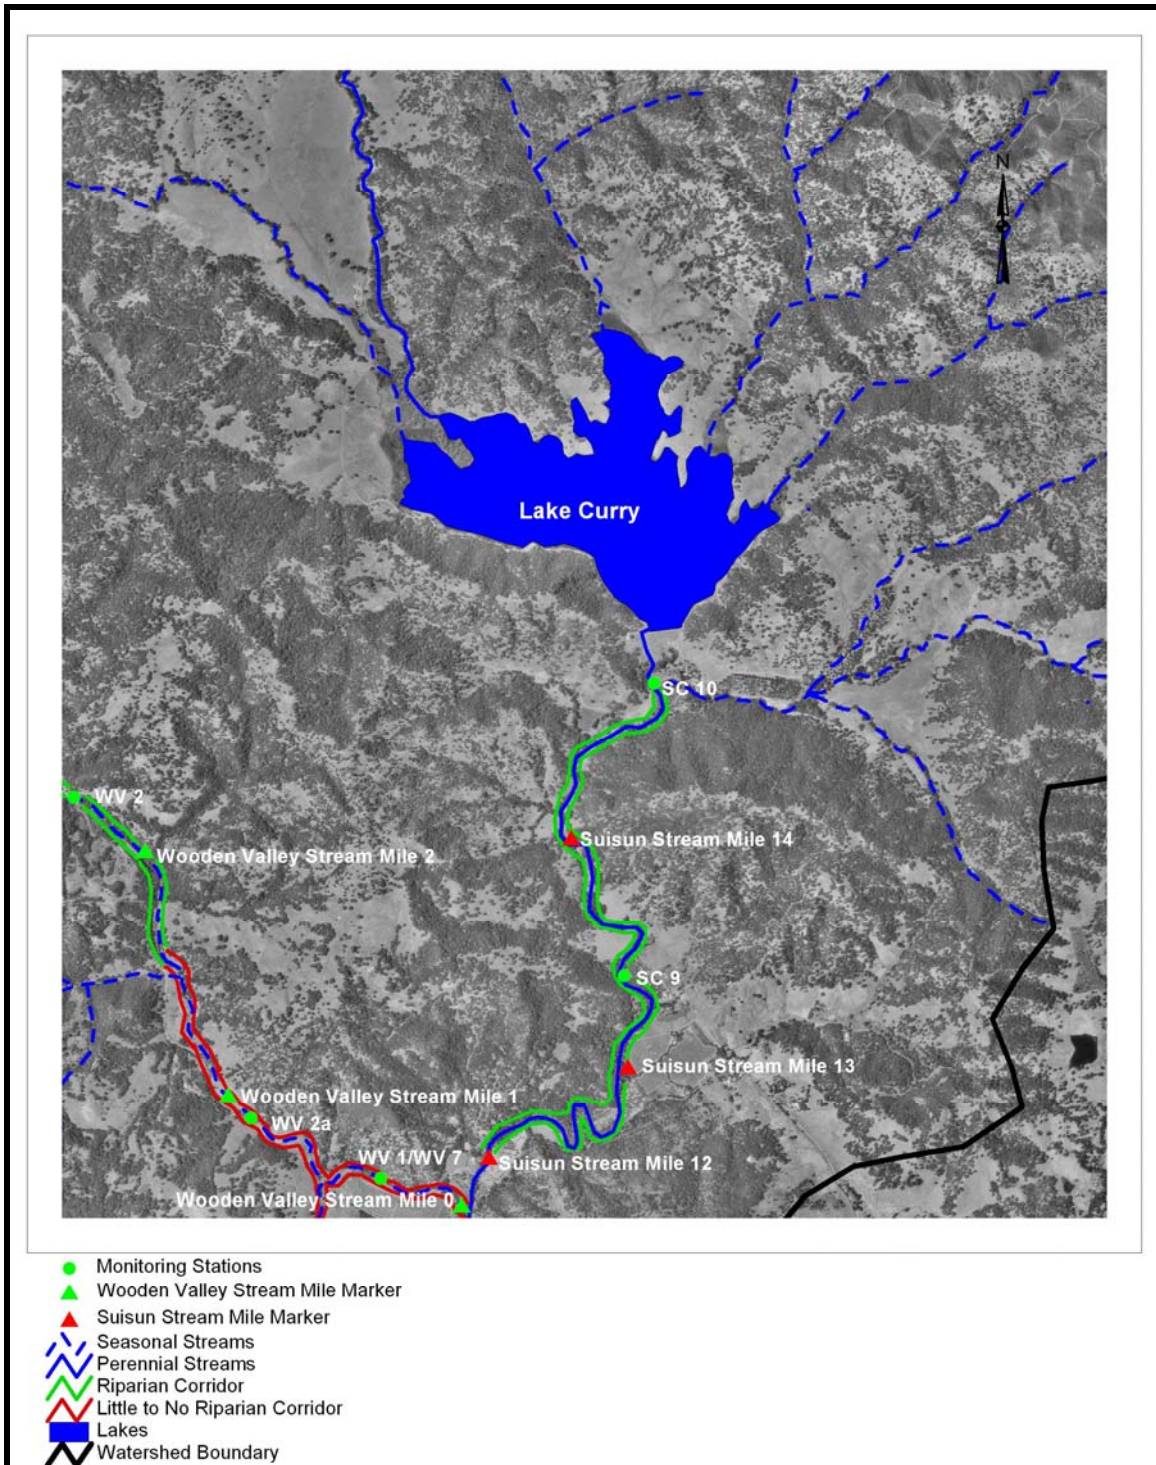 N
Lake Curry
SC 10
WV 2
Suisun Stream Mile 14
Wooden Valley Stream Mile 2
SC 9
Suisun Stream Mile 13
Wooden Valley Stream Mile 1
WV 2a
WV 1/WV 7
Suisun Stream Mile 12
Wooden Valley Stream Mile 0
Monitoring Stations
Wooden Valley Stream Mile Marker
Suisun Stream Mile Marker
Seasonal Streams
Perennial Streams
Riparian Corridor
Little to No Riparian Corridor
Lakes
Watershed Boundary